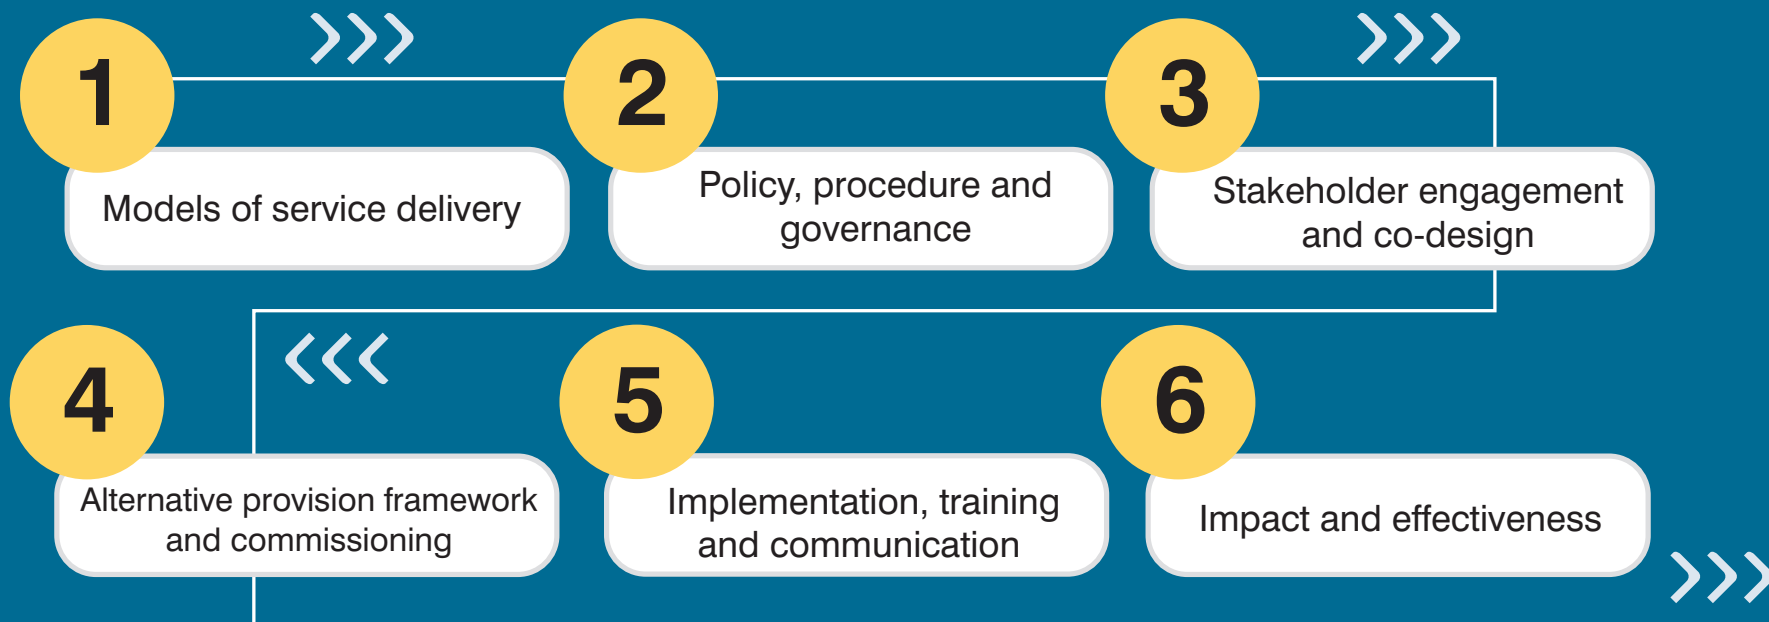 1
Models of service delivery
2
Policy, procedure and
governance
3
Stakeholder engagement
and co-design
4
Alternative provision framework
and commissioning
5
Implementation, training
and communication
6
Impact and effectiveness